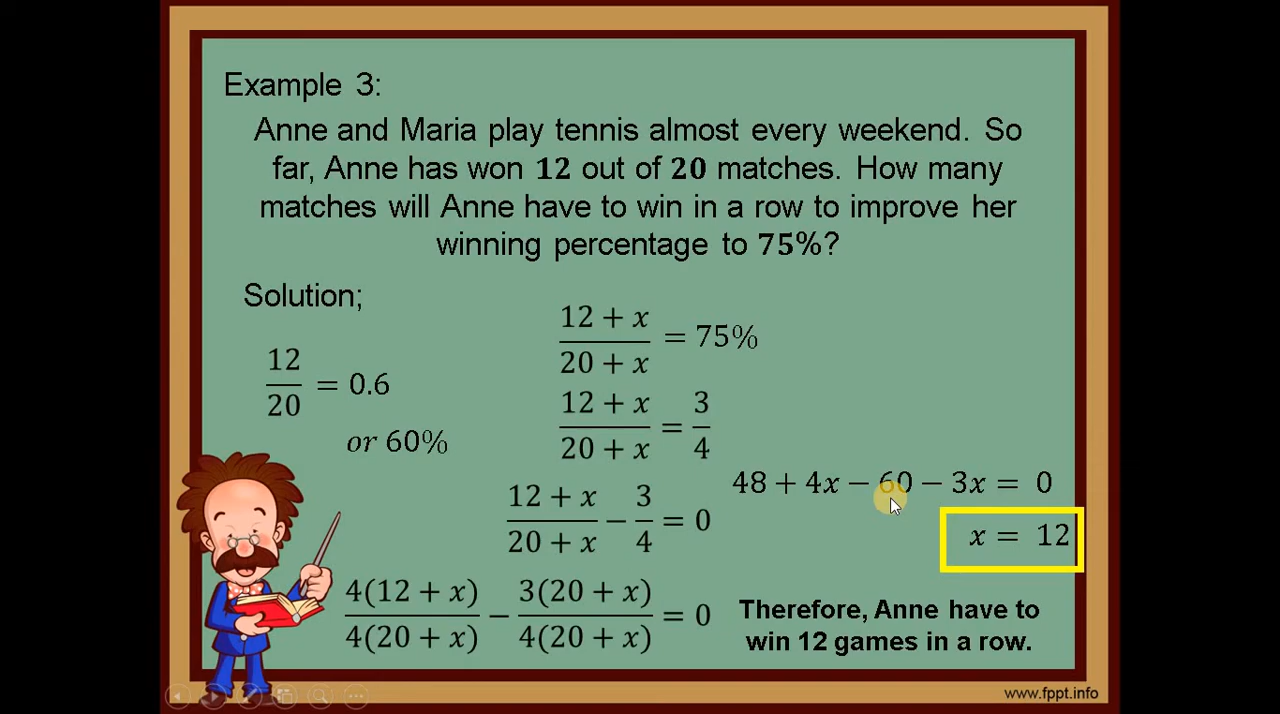 Example 3:
Anne and Maria play tennis almost every weekend. So
far, Anne has won 12 out of 20 matches. How many
matches will Anne have to win in a row to improve her
winning percentage to 75%?
Solution;
12/20 = 0.6
or 60%
(12 + x)/(20 + x) = 75%
(12 + x)/(20 + x) = 3/4
(12 + x)/(20 + x) − 3/4 = 0
4(12 + x)/4(20 + x) − 3(20 + x)/4(20 + x) = 0
48 + 4x − 60 − 3x = 0
x = 12
Therefore, Anne have to
win 12 games in a row.
www.fppt.info